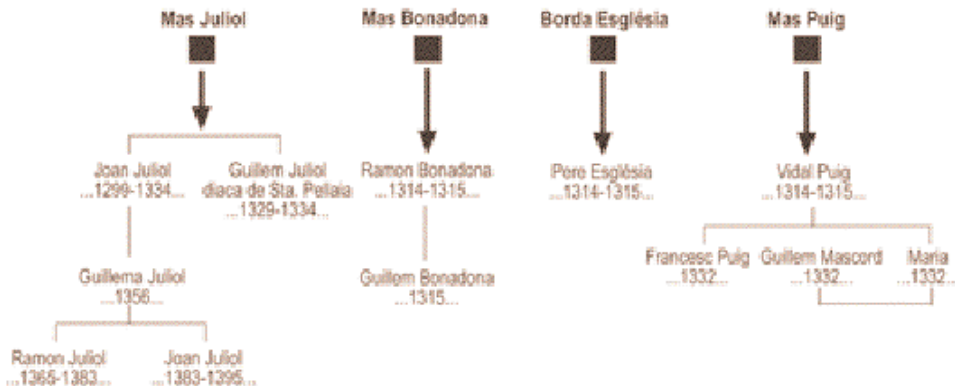 Mas Juliol
Mas Bonadona
Borda Església
Mas Puig
Joan Juliol
...1299-1334...
Guillem Juliol
diaca de Sta. Pellaia
...1329-1334...
Ramon Bonadona
...1314-1315...
Pere Església
...1314-1315...
Vidal Puig
...1314-1315...
Guillema Juliol
...1356...
Guillem Bonadona
...1315...
Francesc Puig
...1332...
Guillem Mascord
...1332...
Maria
...1332...
Ramon Juliol
...1365-1383...
Joan Juliol
...1383-1395...